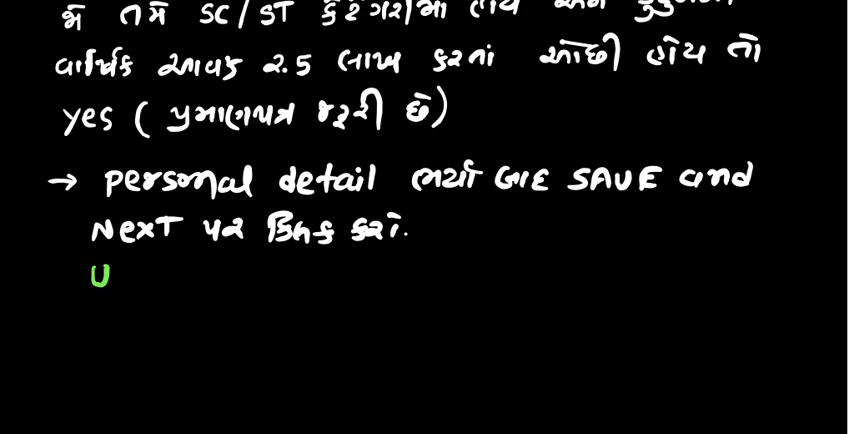 જો તમે SC/ST કેટેગરીમાં હોય અને કુટુંબની
વાર્ષિક આવક ૨.5 લાખ કરતાં ઓછી હોય તો
yes ( પ્રમાણપત્ર જરૂરી છે)
→ Personal detail ભર્યા બાદ SAVE and
Next પર ક્લિક કરો.
U